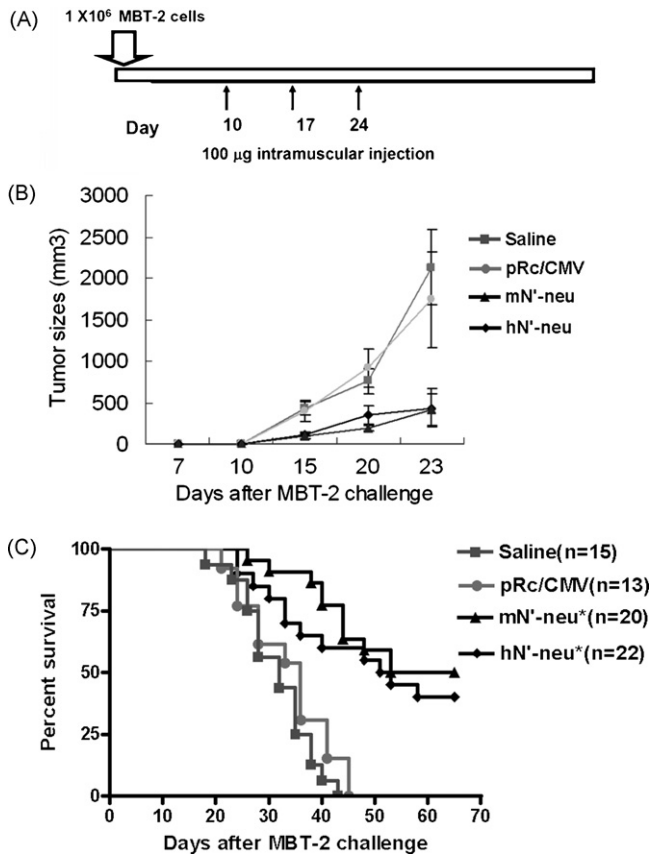 (A)
1 X10⁶ MBT-2 cells
Day 10 17 24
100 μg intramuscular injection
(B)
3000
2500
2000
1500
1000
500
0
Tumor sizes (mm3)
7 10 15 20 23
Days after MBT-2 challenge
Saline
pRc/CMV
mN'-neu
hN'-neu
(C)
100
75
50
25
0
Percent survival
0 10 20 30 40 50 60 70
Days after MBT-2 challenge
Saline(n=15)
pRc/CMV(n=13)
mN'-neu*(n=20)
hN'-neu*(n=22)